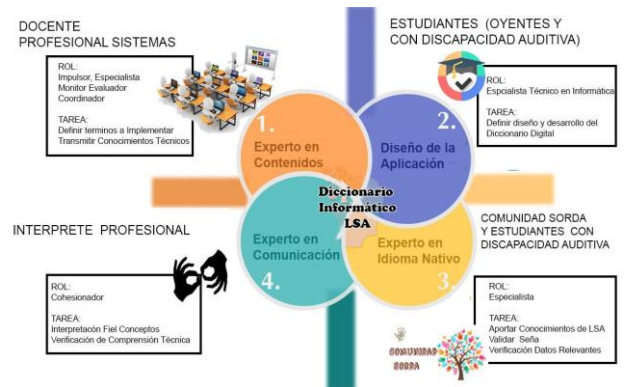 DOCENTE
PROFESIONAL SISTEMAS
ROL:
Impulsor, Especialista
Monitor Evaluador
Coordinador
TAREA:
Definir terminos a Implementar
Transmitir Conocimientos Técnicos
ESTUDIANTES (OYENTES Y
CON DISCAPACIDAD AUDITIVA)
ROL:
Espcialista Técnico en Informática
TAREA:
Definir diseño y desarrollo del
Diccionario Digital
1.
Experto en
Contenidos
2.
Diseño de la
Aplicación
Diccionario
Informático
LSA
Experto en
Comunicación
4.
Experto en
Idioma Nativo
3.
INTERPRETE PROFESIONAL
ROL:
Cohesionador
TAREA:
Interpretacón Fiel Conceptos
Verificación de Comprensión Técnica
COMUNIDAD SORDA
Y ESTUDIANTES CON
DISCAPACIDAD AUDITIVA
ROL:
Especialista
TAREA:
Aportar Conocimientos de LSA
Validar Seña
Verificación Datos Relevantes
COMUNIDAD
SORDA